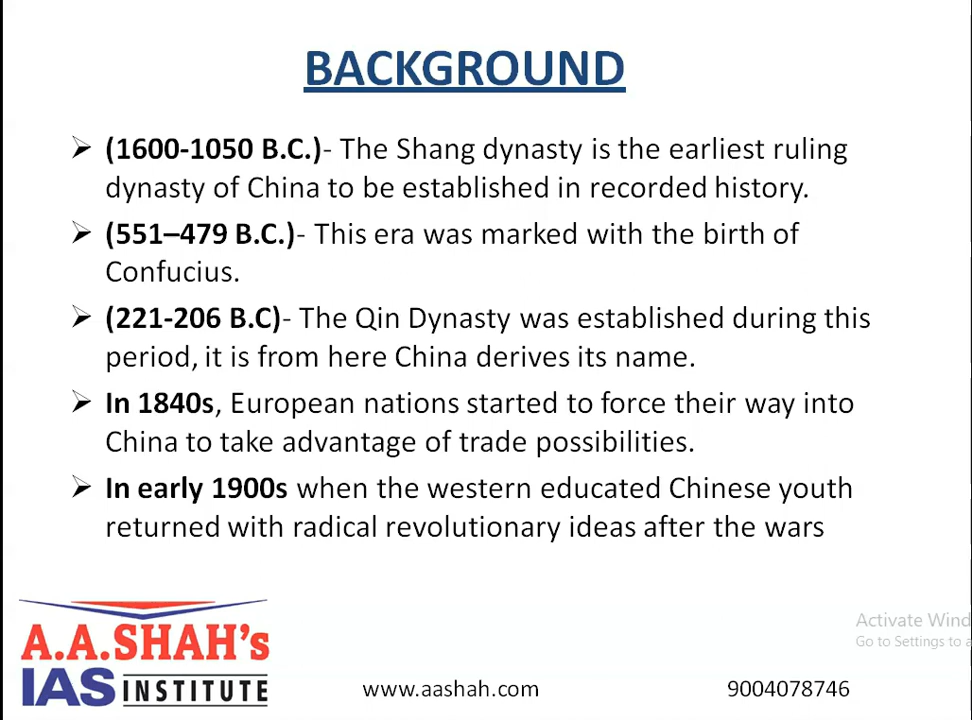 BACKGROUND
➢ (1600-1050 B.C.)- The Shang dynasty is the earliest ruling
dynasty of China to be established in recorded history.
➢ (551–479 B.C.)- This era was marked with the birth of
Confucius.
➢ (221-206 B.C)- The Qin Dynasty was established during this
period, it is from here China derives its name.
➢ In 1840s, European nations started to force their way into
China to take advantage of trade possibilities.
➢ In early 1900s when the western educated Chinese youth
returned with radical revolutionary ideas after the wars
Activate Wind
Go to Settings to a
A.A.SHAH's
IAS INSTITUTE
www.aashah.com
9004078746